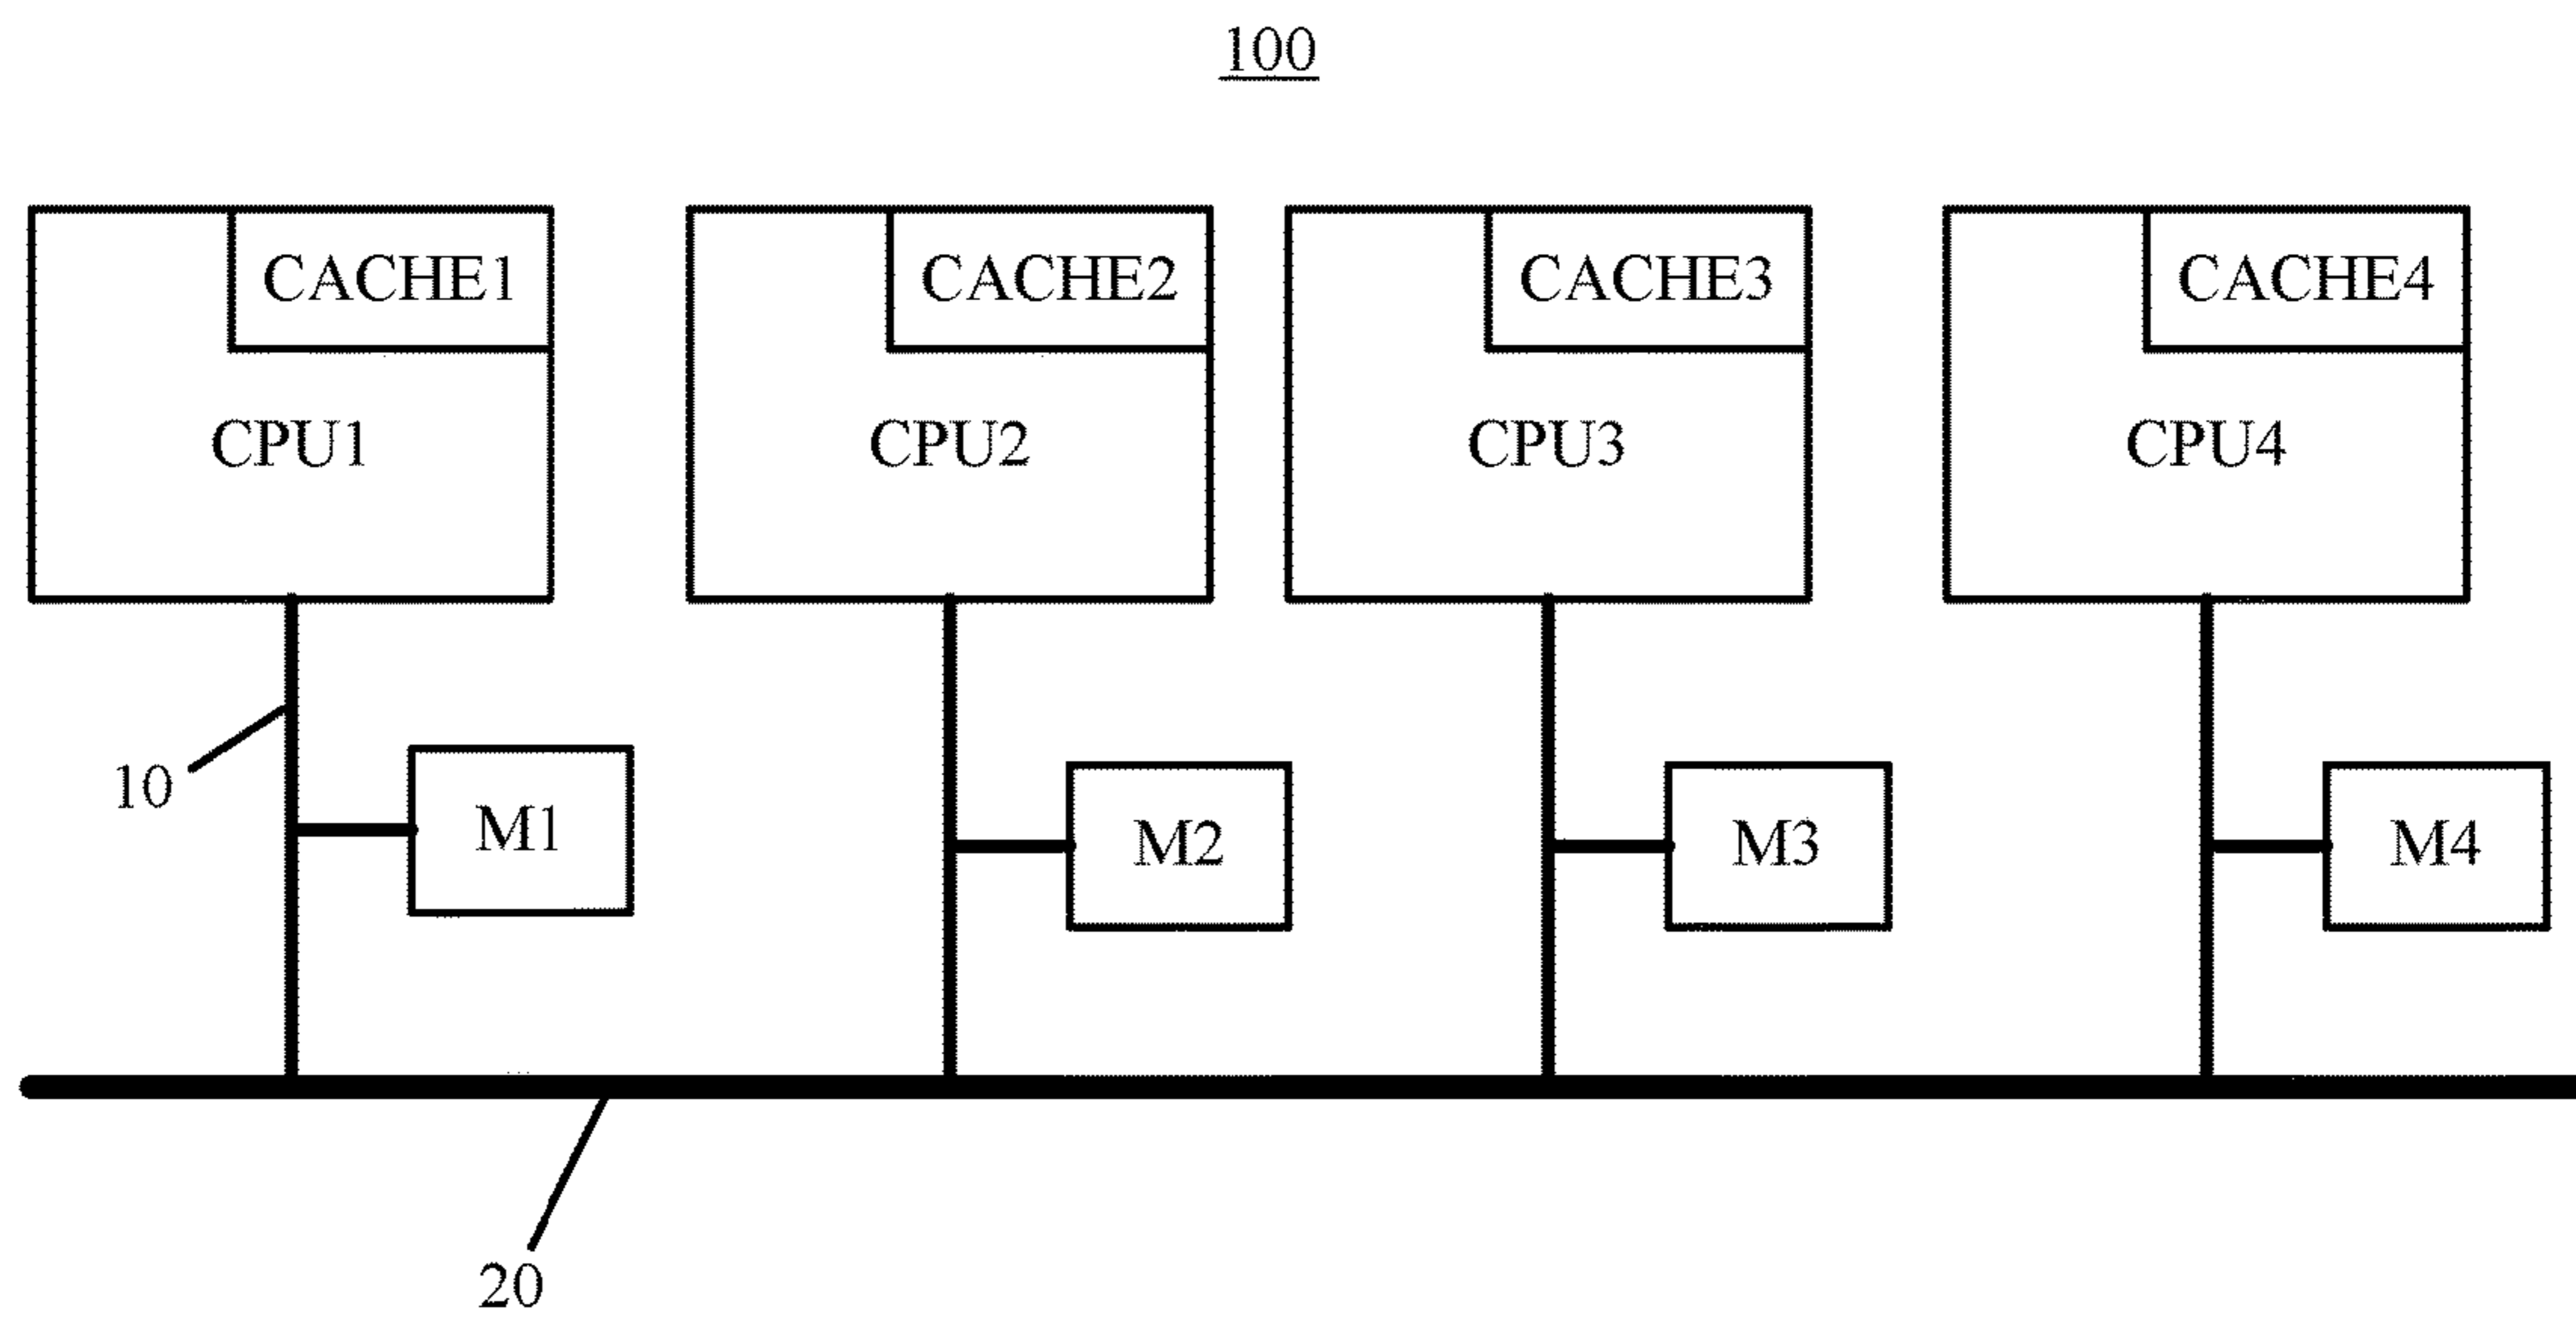 100
CACHE1 CACHE2 CACHE3 CACHE4
CPU1 CPU2 CPU3 CPU4
10
M1 M2 M3 M4
20